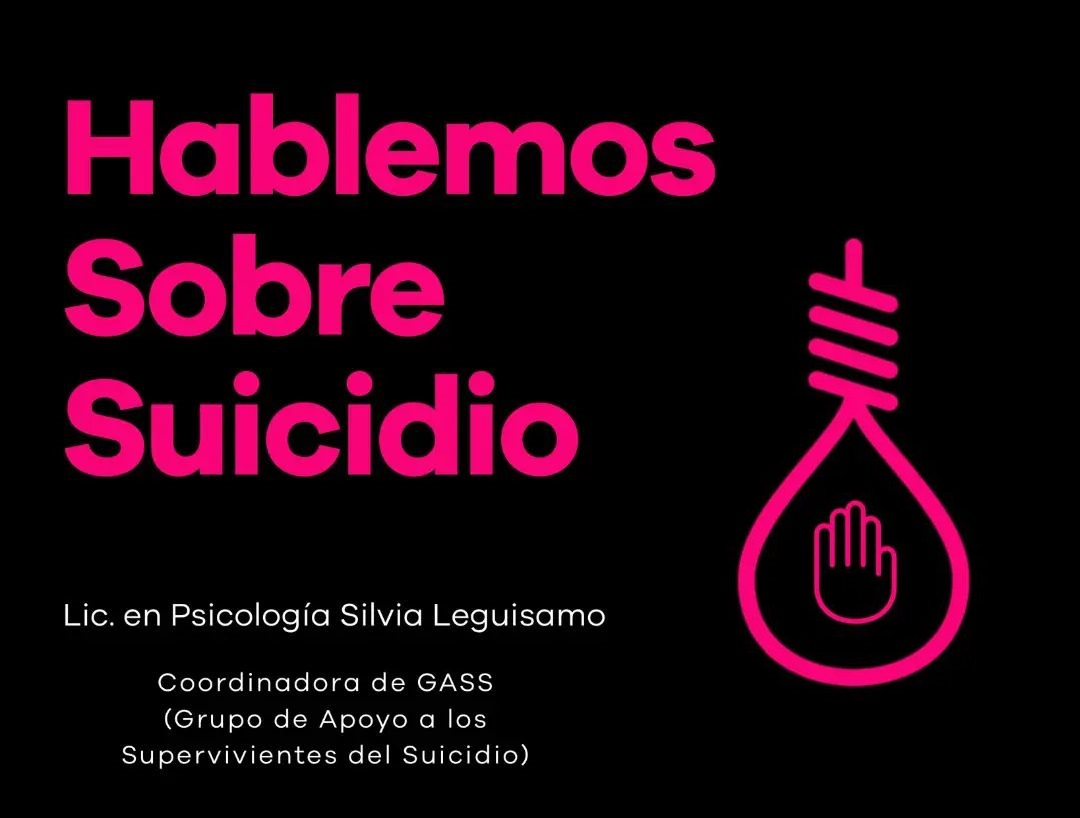 Hablemos
Sobre
Suicidio
Lic. en Psicología Silvia Leguisamo
Coordinadora de GASS
(Grupo de Apoyo a los
Supervivientes del Suicidio)